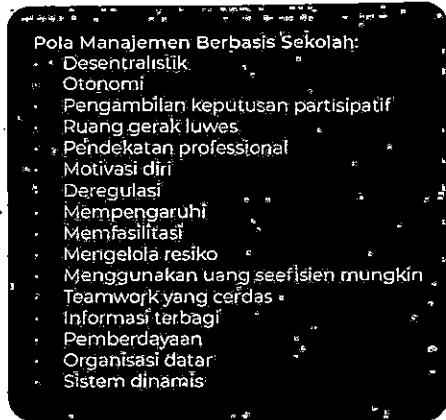 Pola Manajemen Berbasis Sekolah:
• Desentralistik
• Otonomi
• Pengambilan keputusan partisipatif
• Ruang gerak luwes
• Pendekatan professional
• Motivasi diri
• Deregulasi
• Mempengaruhi
• Memfasilitasi
• Mengelola resiko
• Menggunakan uang seefisien mungkin
• Teamwork yang cerdas
• Informasi terbagi
• Pemberdayaan
• Organisasi datar
• Sistem dinamis